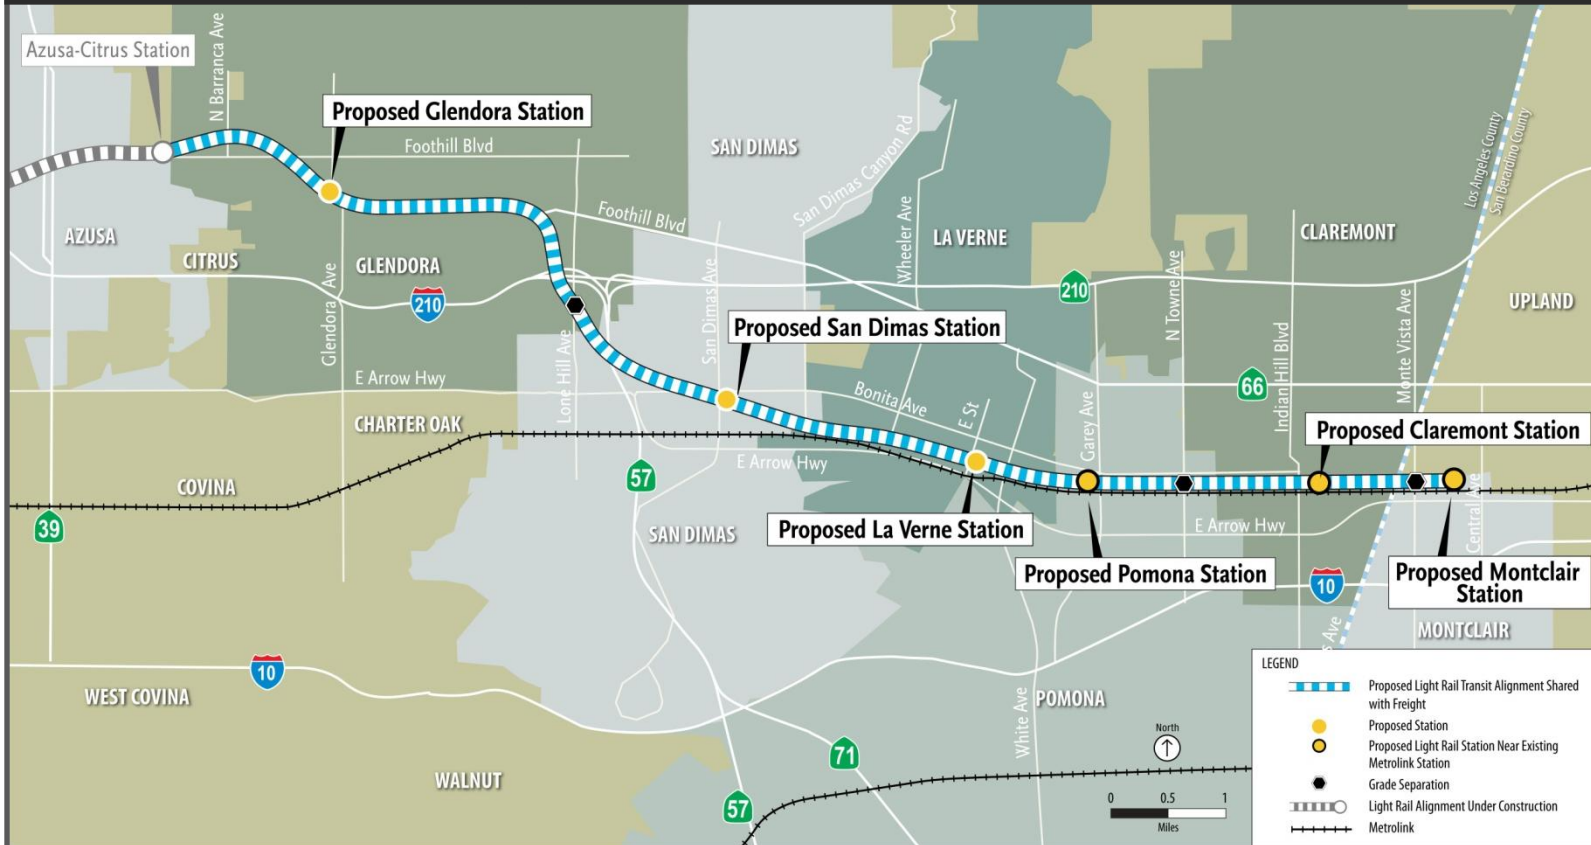 Azusa-Citrus Station
N Barranca Ave
Proposed Glendora Station
Foothill Blvd
SAN DIMAS
San Dimas Canyon Rd
Wheeler Ave
LA VERNE
Los Angeles County
San Berardino County
CLAREMONT
AZUSA
CITRUS
GLENDORA
Foothill Blvd
210
Glendora Ave
San Dimas Ave
210
N Towne Ave
Monte Vista Ave
UPLAND
Proposed San Dimas Station
Lone Hill Ave
E Arrow Hwy
Indian Hill Blvd
66
Bonita Ave
E St
Garey Ave
CHARTER OAK
Proposed Claremont Station
E Arrow Hwy
57
COVINA
39
SAN DIMAS
Proposed La Verne Station
E Arrow Hwy
Central Ave
Proposed Pomona Station
10
Proposed Montclair
Station
MONTCLAIR
10
WEST COVINA
White Ave
POMONA
s Ave
71
WALNUT
57
North
0 0.5 1
Miles
LEGEND
Proposed Light Rail Transit Alignment Shared
with Freight
Proposed Station
Proposed Light Rail Station Near Existing
Metrolink Station
Grade Separation
Light Rail Alignment Under Construction
Metrolink